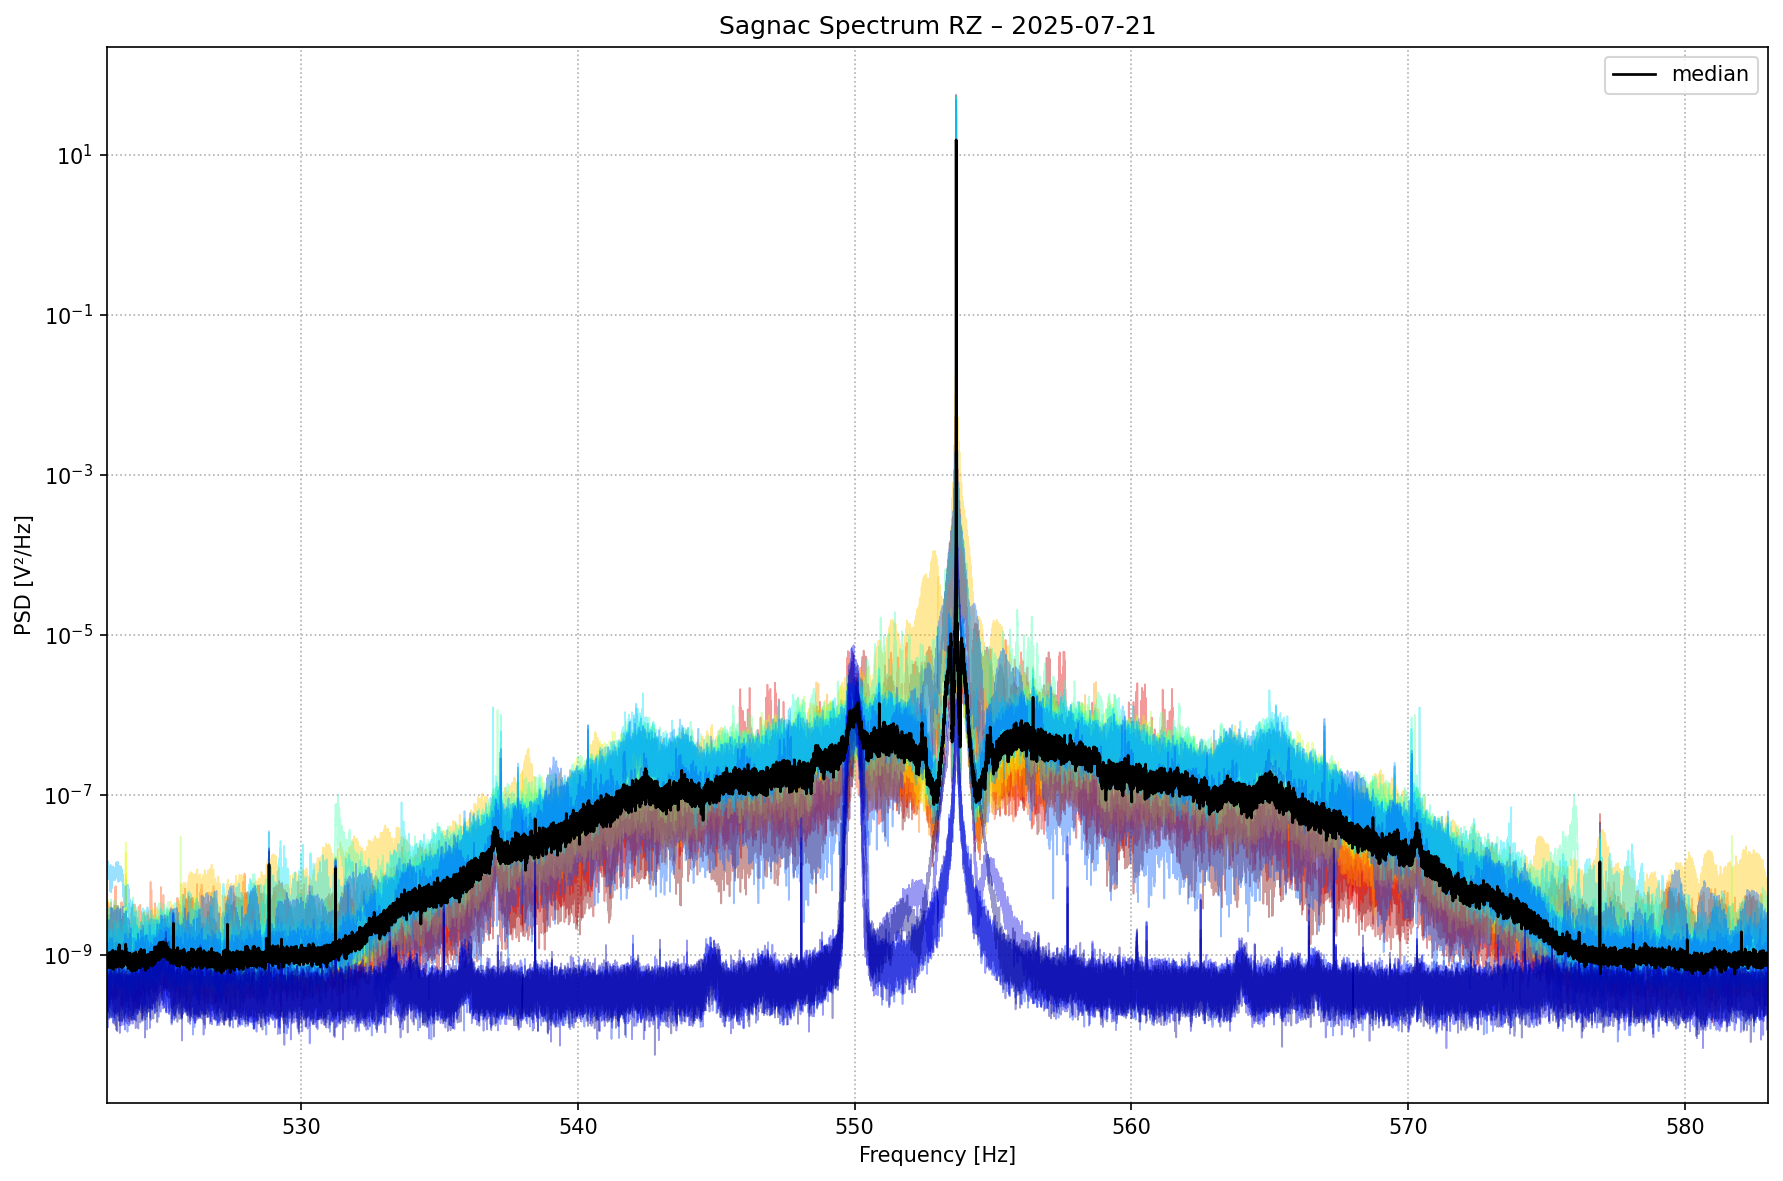 Sagnac Spectrum RZ – 2025-07-21
median
10¹
10⁻¹
10⁻³
10⁻⁵
10⁻⁷
10⁻⁹
PSD [V²/Hz]
530 540 550 560 570 580
Frequency [Hz]